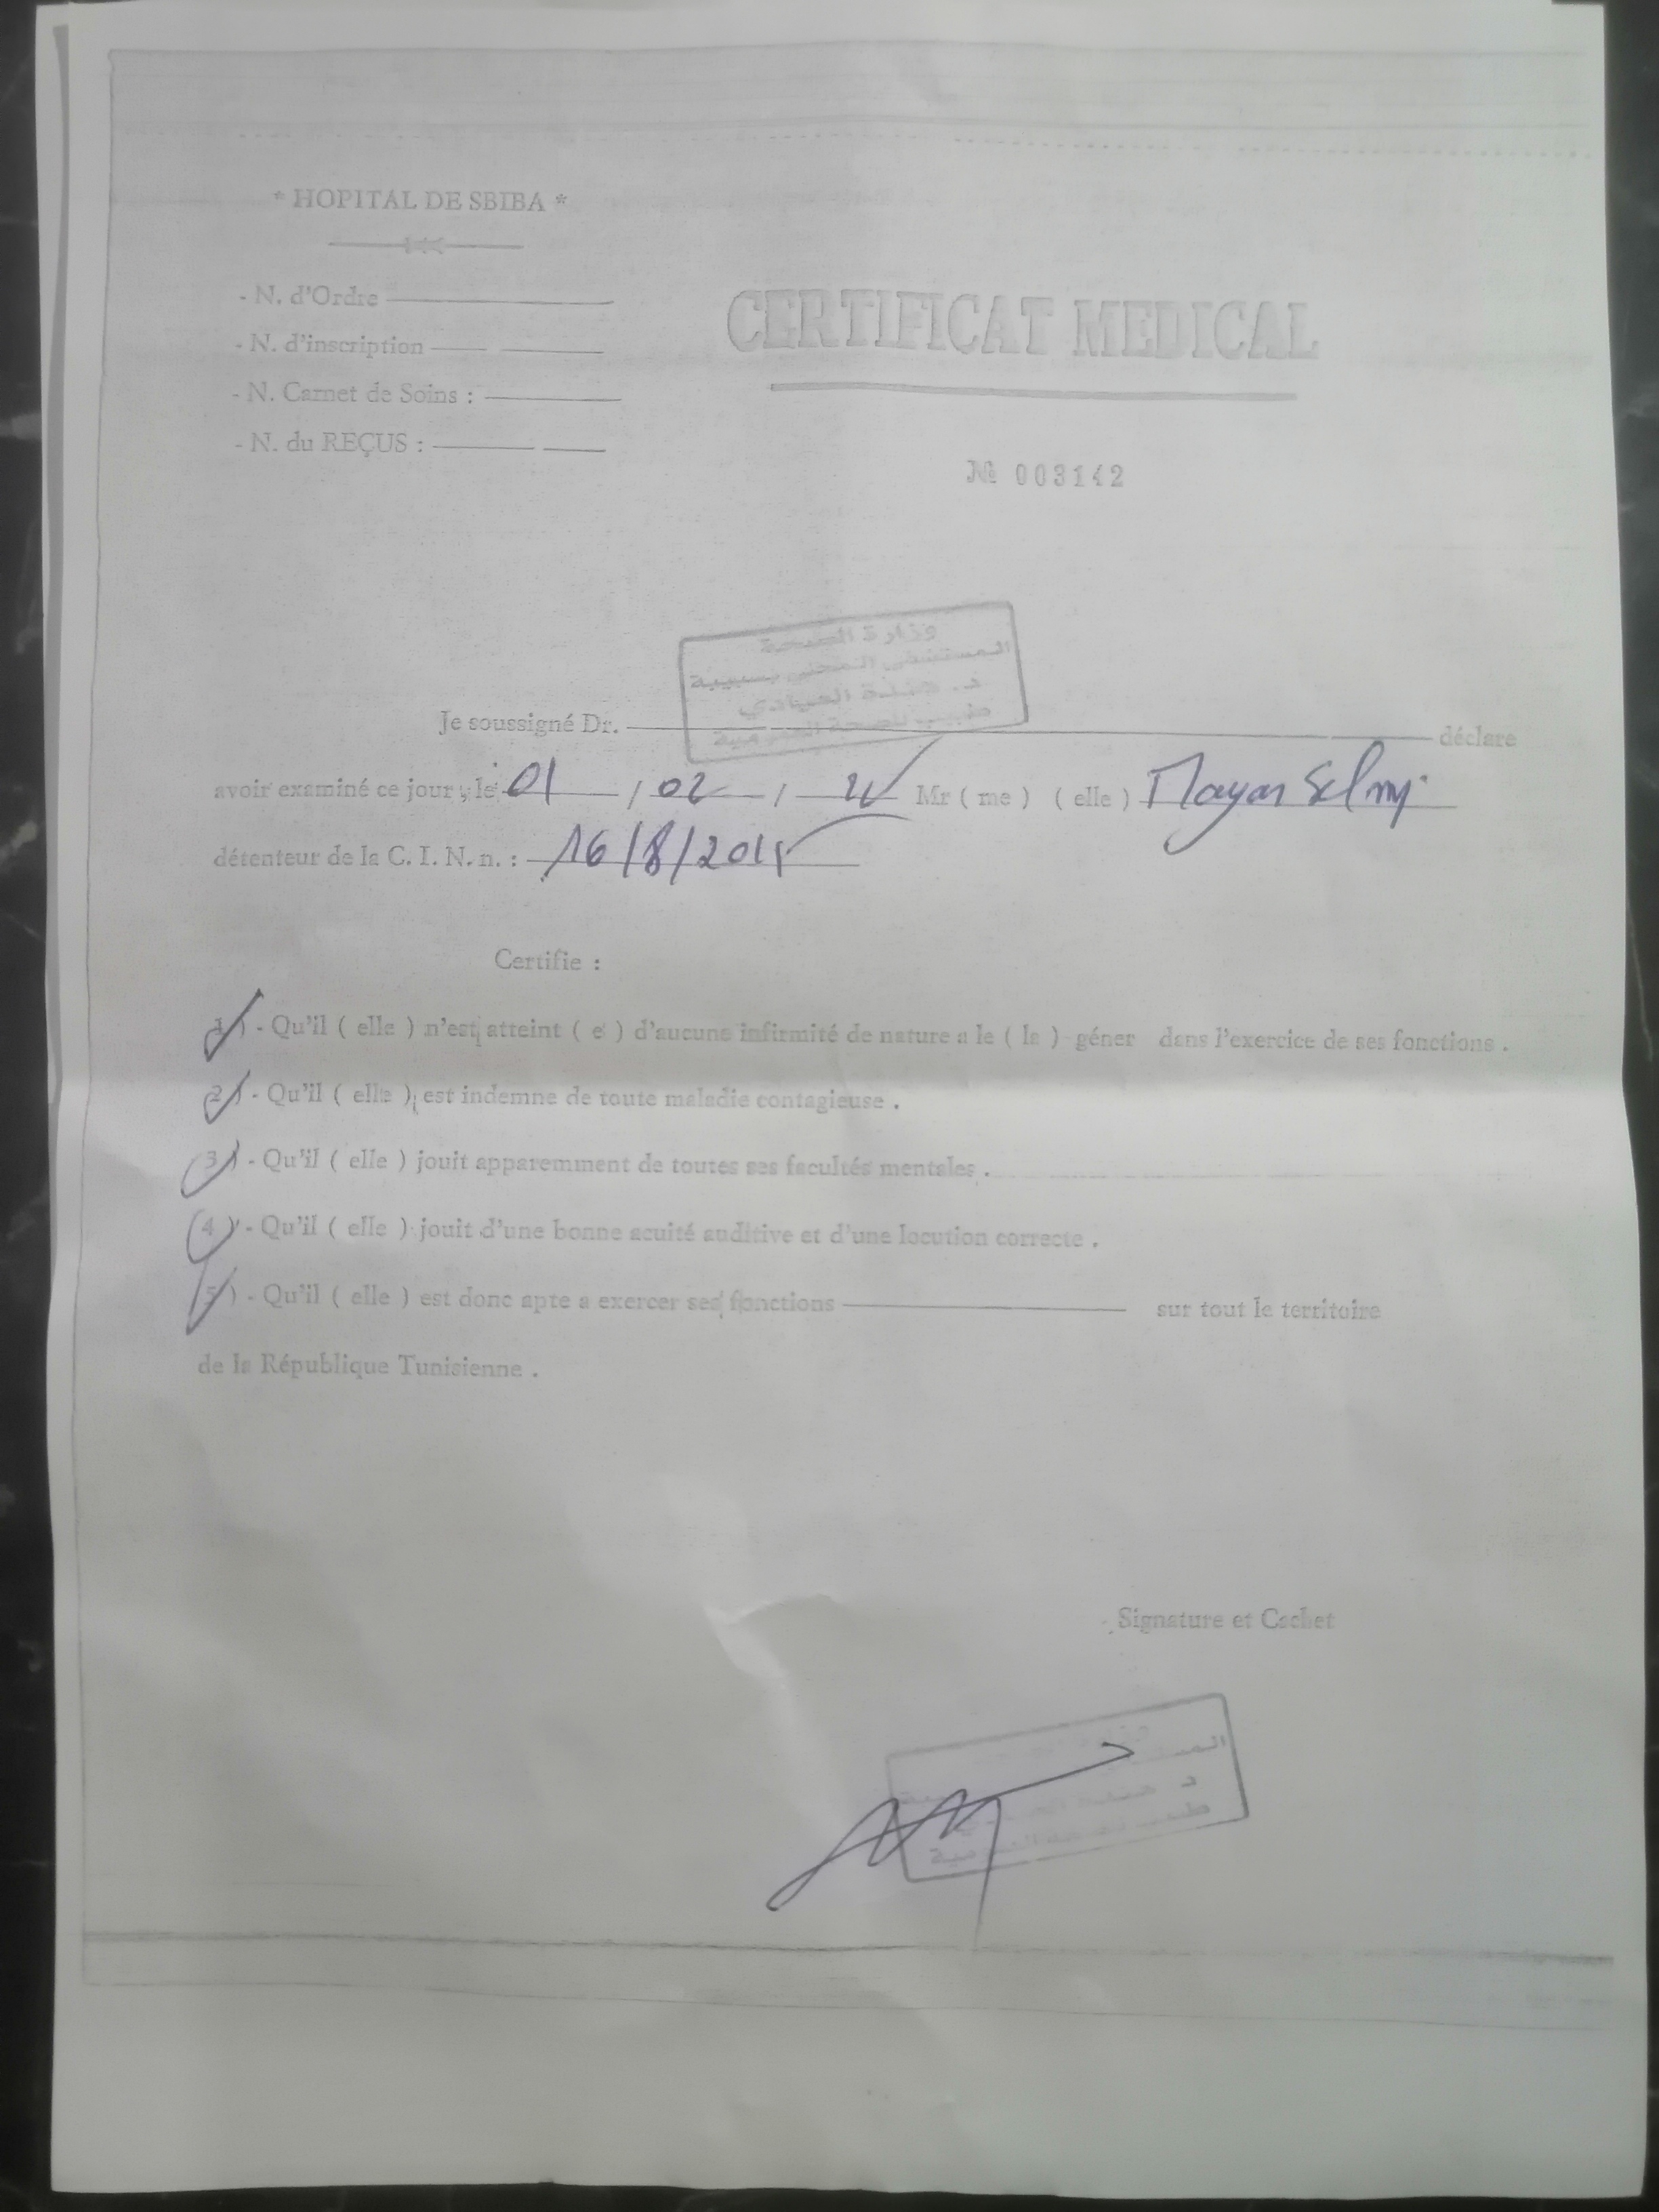 * HOPITAL DE SBIBA *
- N. d'Ordre
- N. d'inscription
- N. Carnet de Soins :
- N. du REÇUS :
CERTIFICAT MEDICAL
№ 003142
وزارة الصحة
المستشفى المحلي بسبيبة
Je soussigné Dr. déclare
avoir examiné ce jour, le 01 / 02 / Mr ( me ) ( elle ) Mayar Selmy
détenteur de la C. I. N. n. : 16/8/2015
Certifie :
1) - Qu'il ( elle ) n'est atteint ( e ) d'aucune infirmité de nature a le ( la ) géner dans l'exercice de ses fonctions .
2) - Qu'il ( elle ) est indemne de toute maladie contagieuse .
3) - Qu'il ( elle ) jouit apparemment de toutes ses facultés mentales .
4) - Qu'il ( elle ) jouit d'une bonne acuité auditive et d'une locution correcte .
5) - Qu'il ( elle ) est donc apte a exercer ses fonctions sur tout le territoire
de la République Tunisienne .
Signature et Cachet